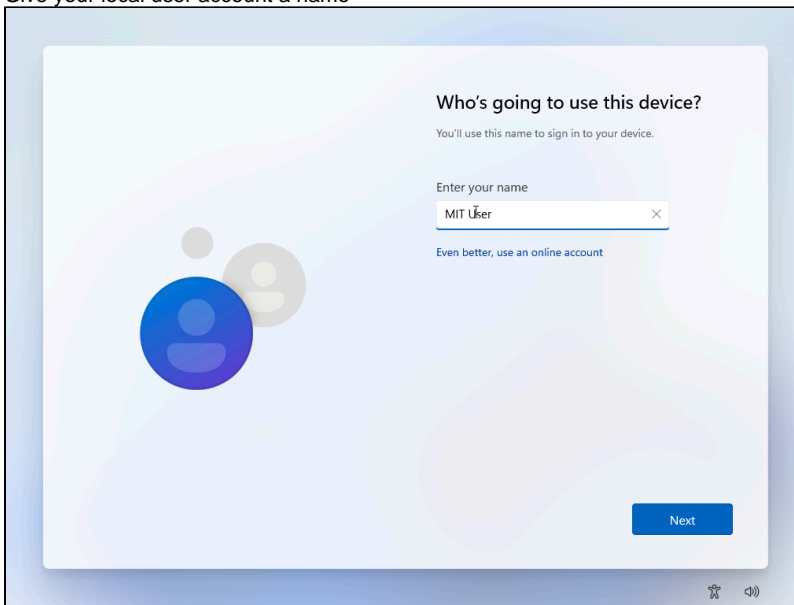 Give your local user account a name
Who's going to use this device?
You'll use this name to sign in to your device.
Enter your name
MIT User
Even better, use an online account
Next